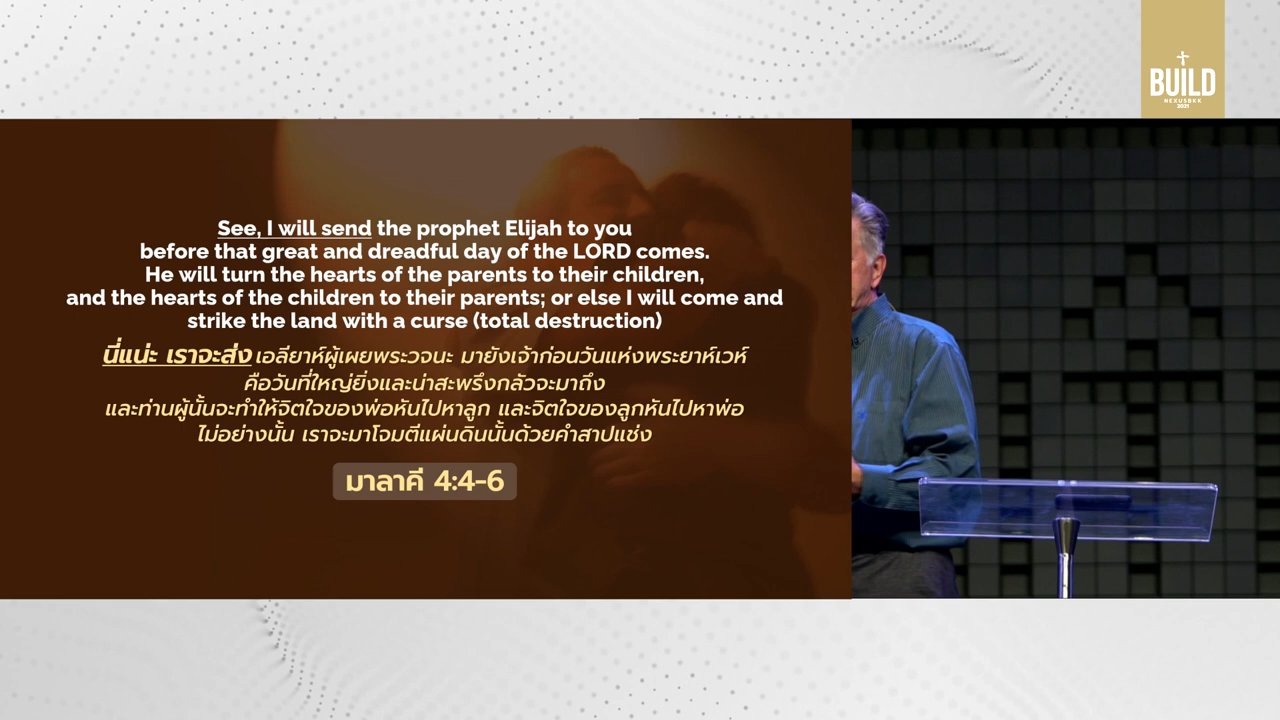 BUILD
NEXUSBKK
2021
See, I will send the prophet Elijah to you
before that great and dreadful day of the LORD comes.
He will turn the hearts of the parents to their children,
and the hearts of the children to their parents; or else I will come and
strike the land with a curse (total destruction)
นี่แน่ะ เราจะส่ง เอลียาห์ผู้เผยพระวจนะ มายังเจ้าก่อนวันแห่งพระยาห์เวห์
คือวันที่ใหญ่ยิ่งและน่าสะพรึงกลัวจะมาถึง
และท่านผู้นั้นจะทำให้จิตใจของพ่อหันไปหาลูก และจิตใจของลูกหันไปหาพ่อ
ไม่อย่างนั้น เราจะมาโจมตีแผ่นดินนั้นด้วยคำสาปแช่ง
มาลาคี 4:4-6